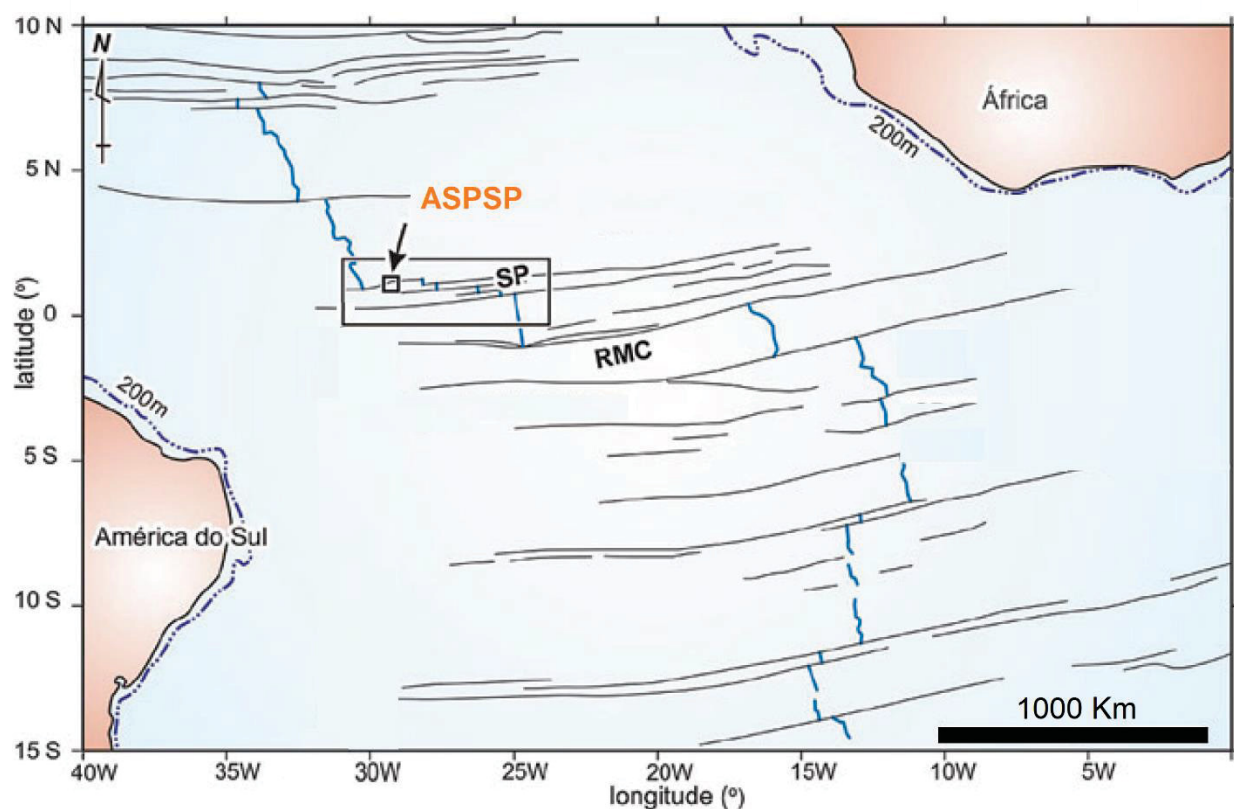 10 N
N
África
200m
5 N
ASPSP
SP
0
RMC
latitude (º)
200m
5 S
América do Sul
10 S
1000 Km
15 S
40W
35W
30W
25W
20W
15W
10W
5W
longitude (º)